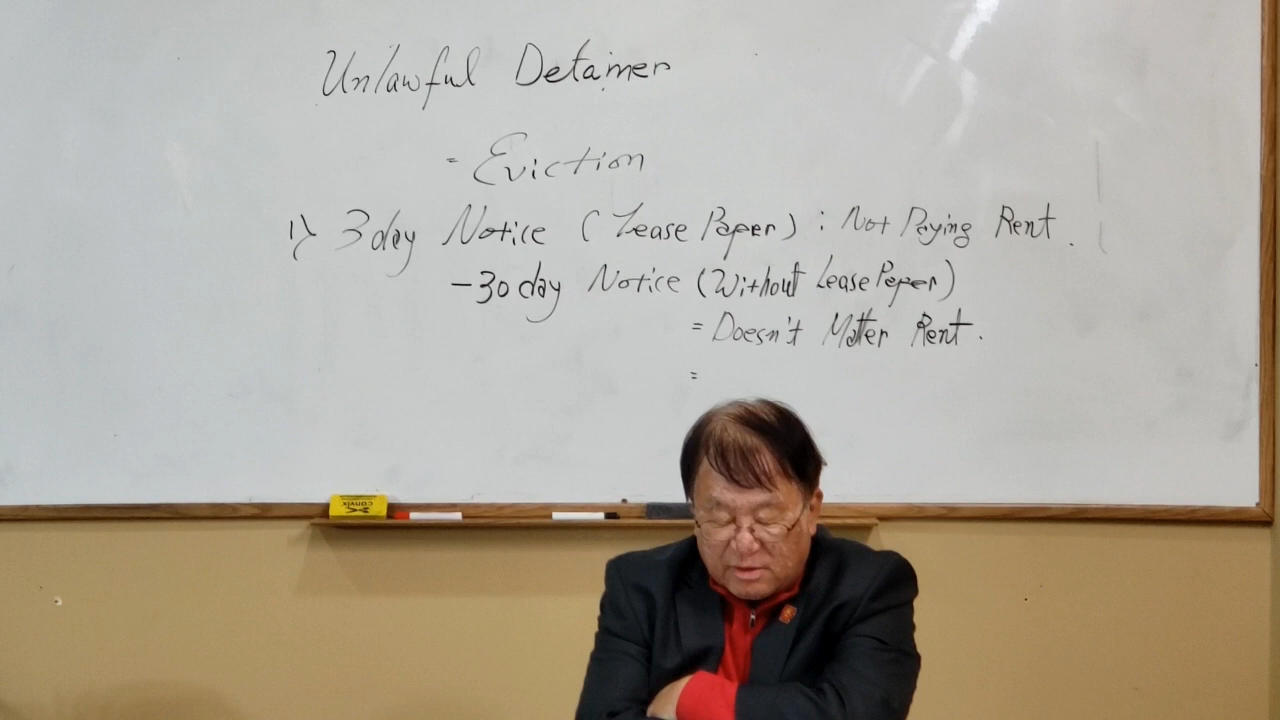 Unlawful Detainer
= Eviction
1> 3 day Notice (Lease Paper) : Not Paying Rent.
- 30 day Notice (Without Lease Paper)
= Doesn't Matter Rent.
=
convix